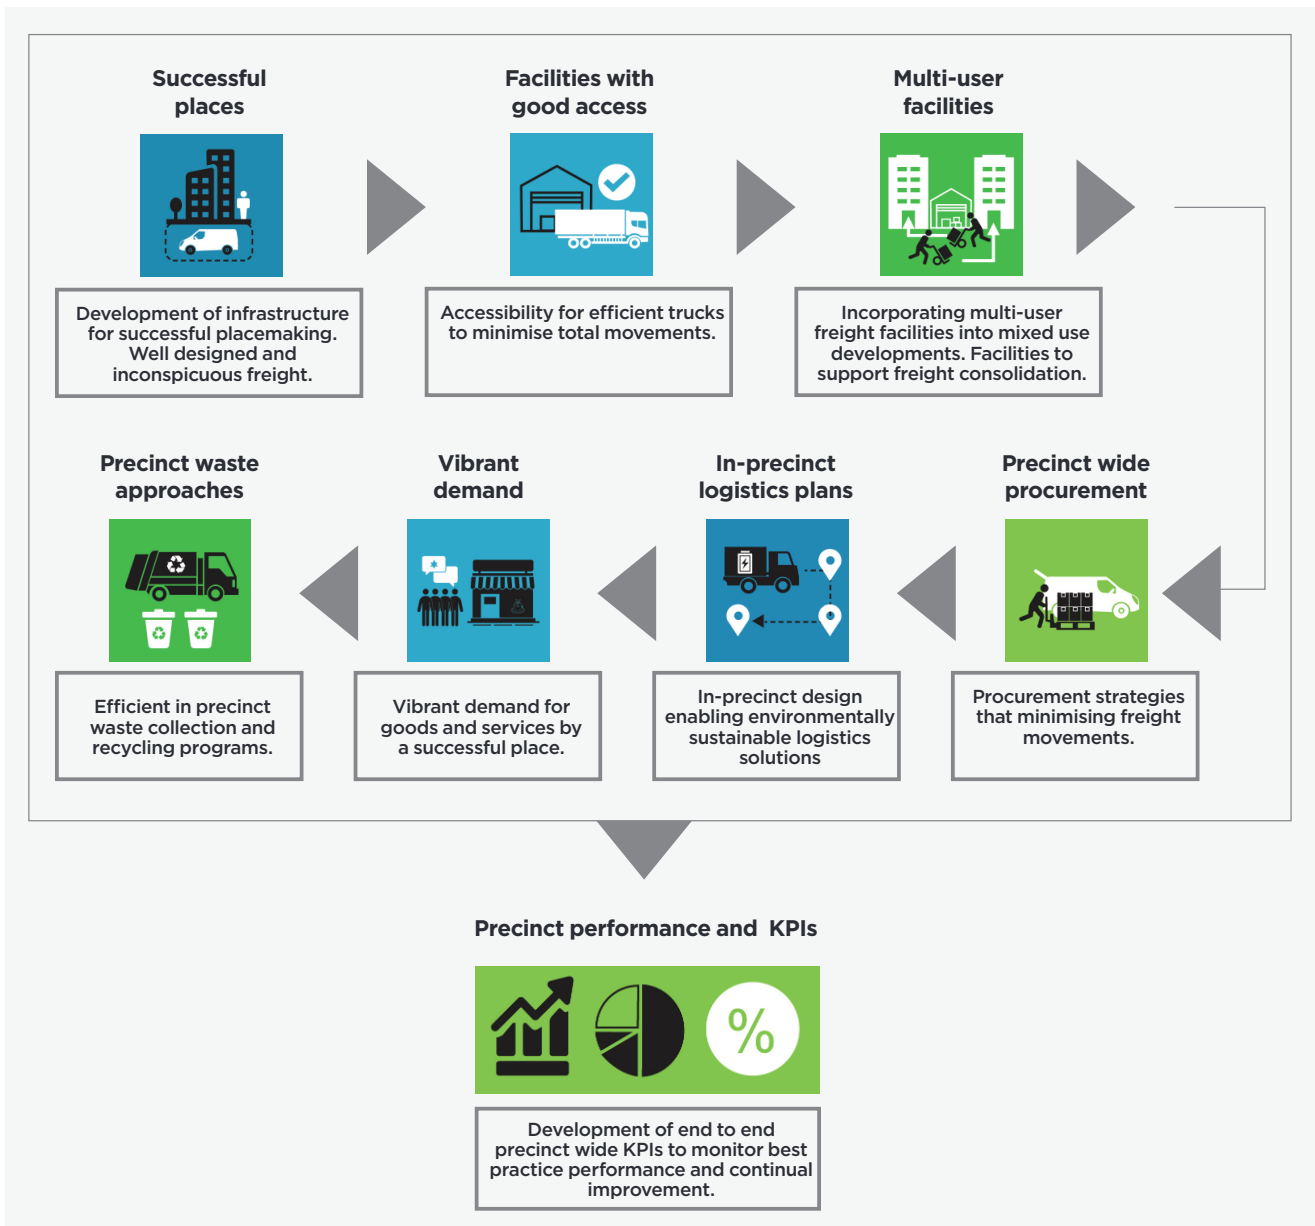 Successful
places
Development of infrastructure
for successful placemaking.
Well designed and
inconspicuous freight.
Facilities with
good access
Accessibility for efficient trucks
to minimise total movements.
Multi-user
facilities
Incorporating multi-user
freight facilities into mixed use
developments. Facilities to
support freight consolidation.
Precinct wide
procurement
Procurement strategies
that minimising freight
movements.
In-precinct
logistics plans
In-precinct design
enabling environmentally
sustainable logistics
solutions
Vibrant
demand
Vibrant demand for
goods and services by
a successful place.
Precinct waste
approaches
Efficient in precinct
waste collection and
recycling programs.
Precinct performance and KPIs
%
Development of end to end
precinct wide KPIs to monitor best
practice performance and continual
improvement.